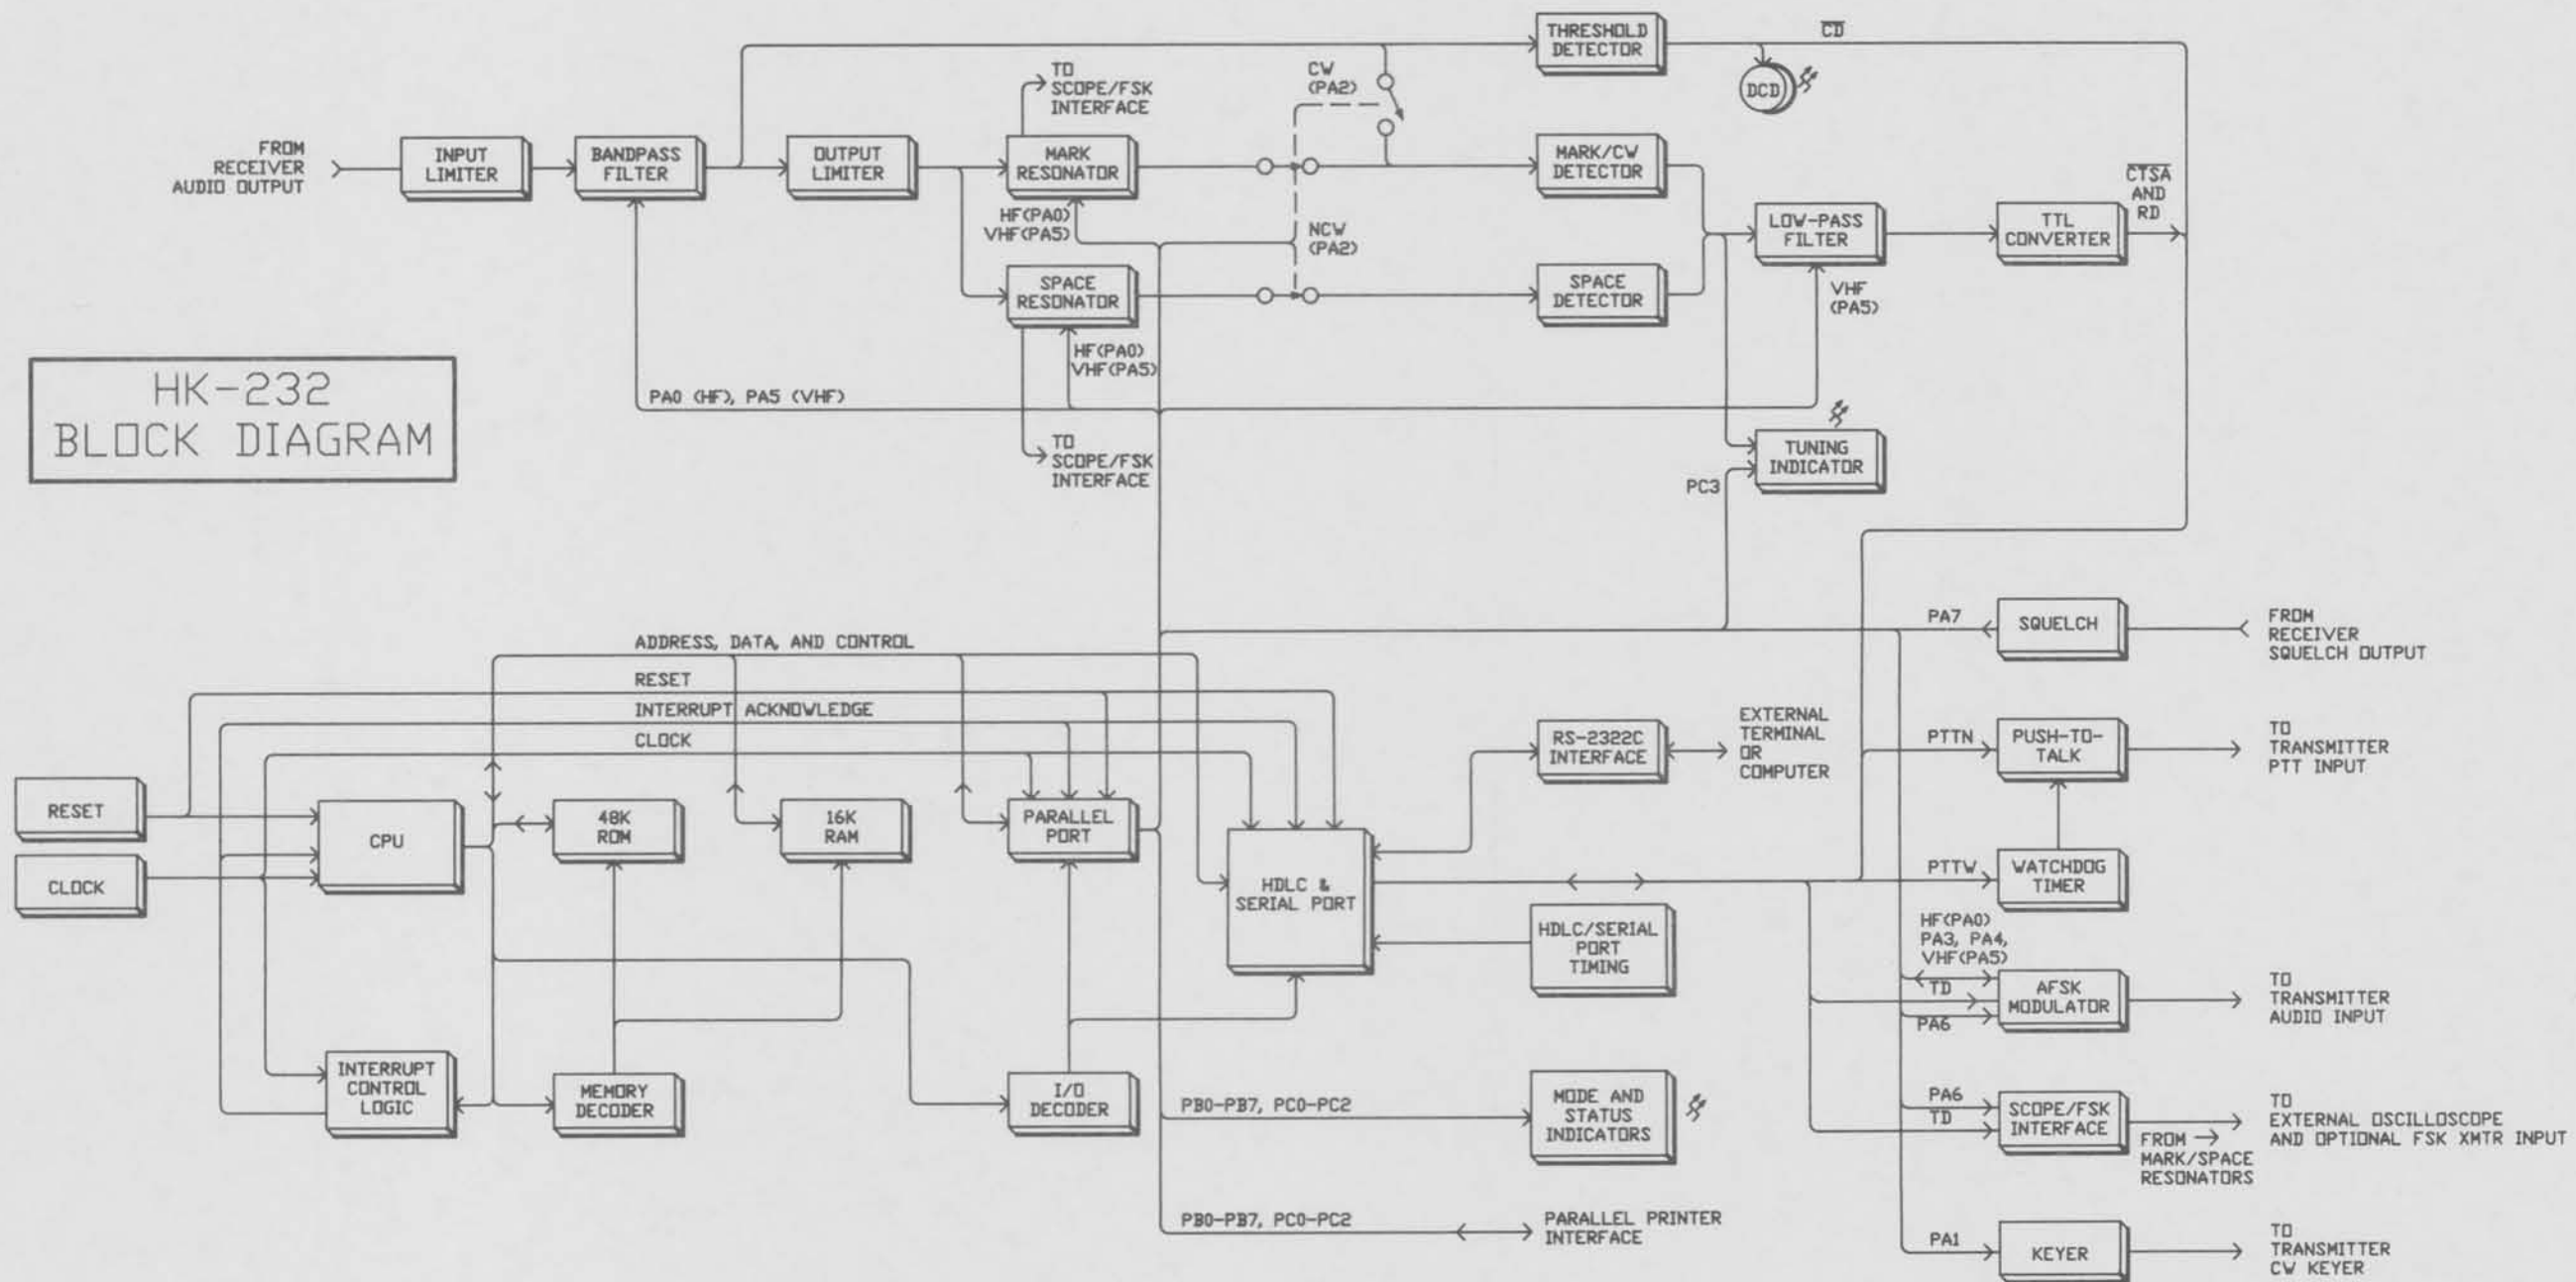 THRESHOLD
DETECTOR
CD
DCD
TO
SCOPE/FSK
INTERFACE
CW
(PA2)
FROM
RECEIVER
AUDIO OUTPUT
INPUT
LIMITER
BANDPASS
FILTER
OUTPUT
LIMITER
MARK
RESONATOR
MARK/CW
DETECTOR
HF(PA0)
VHF(PA5)
NCW
(PA2)
LOW-PASS
FILTER
TTL
CONVERTER
CTSA
AND
RD
SPACE
RESONATOR
SPACE
DETECTOR
VHF
(PA5)
HF(PA0)
VHF(PA5)
HK-232
BLOCK DIAGRAM
PA0 (HF), PA5 (VHF)
TO
SCOPE/FSK
INTERFACE
TUNING
INDICATOR
PC3
PA7
SQUELCH
FROM
RECEIVER
SQUELCH OUTPUT
ADDRESS, DATA, AND CONTROL
RESET
INTERRUPT ACKNOWLEDGE
CLOCK
RS-2322C
INTERFACE
EXTERNAL
TERMINAL
OR
COMPUTER
PTTN
PUSH-TO-
TALK
TO
TRANSMITTER
PTT INPUT
RESET
CLOCK
CPU
48K
ROM
16K
RAM
PARALLEL
PORT
HDLC &
SERIAL PORT
PTTW
WATCHDOG
TIMER
HDLC/SERIAL
PORT
TIMING
HF(PA0)
PA3, PA4,
VHF(PA5)
TD
PA6
AFSK
MODULATOR
TO
TRANSMITTER
AUDIO INPUT
INTERRUPT
CONTROL
LOGIC
MEMORY
DECODER
I/O
DECODER
PB0-PB7, PC0-PC2
MODE AND
STATUS
INDICATORS
PA6
TD
SCOPE/FSK
INTERFACE
TO
EXTERNAL OSCILLOSCOPE
AND OPTIONAL FSK XMTR INPUT
FROM →
MARK/SPACE
RESONATORS
PB0-PB7, PC0-PC2
PARALLEL PRINTER
INTERFACE
PA1
KEYER
TO
TRANSMITTER
CW KEYER